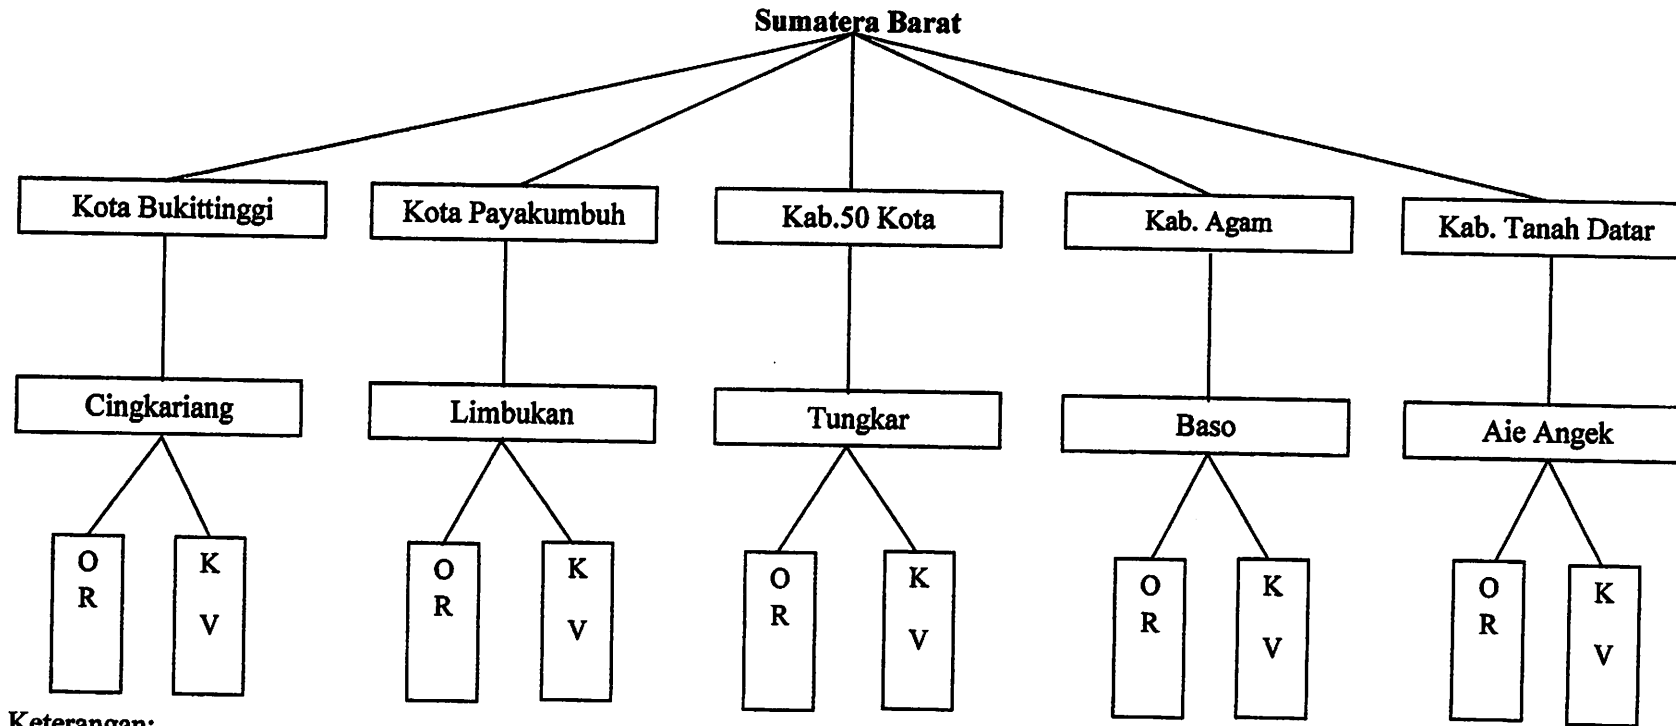 Sumatera Barat
Kota Bukittinggi
Kota Payakumbuh
Kab.50 Kota
Kab. Agam
Kab. Tanah Datar
Cingkariang
Limbukan
Tungkar
Baso
Aie Angek
O
R
K
V
O
R
K
V
O
R
K
V
O
R
K
V
O
R
K
V
Keterangan: